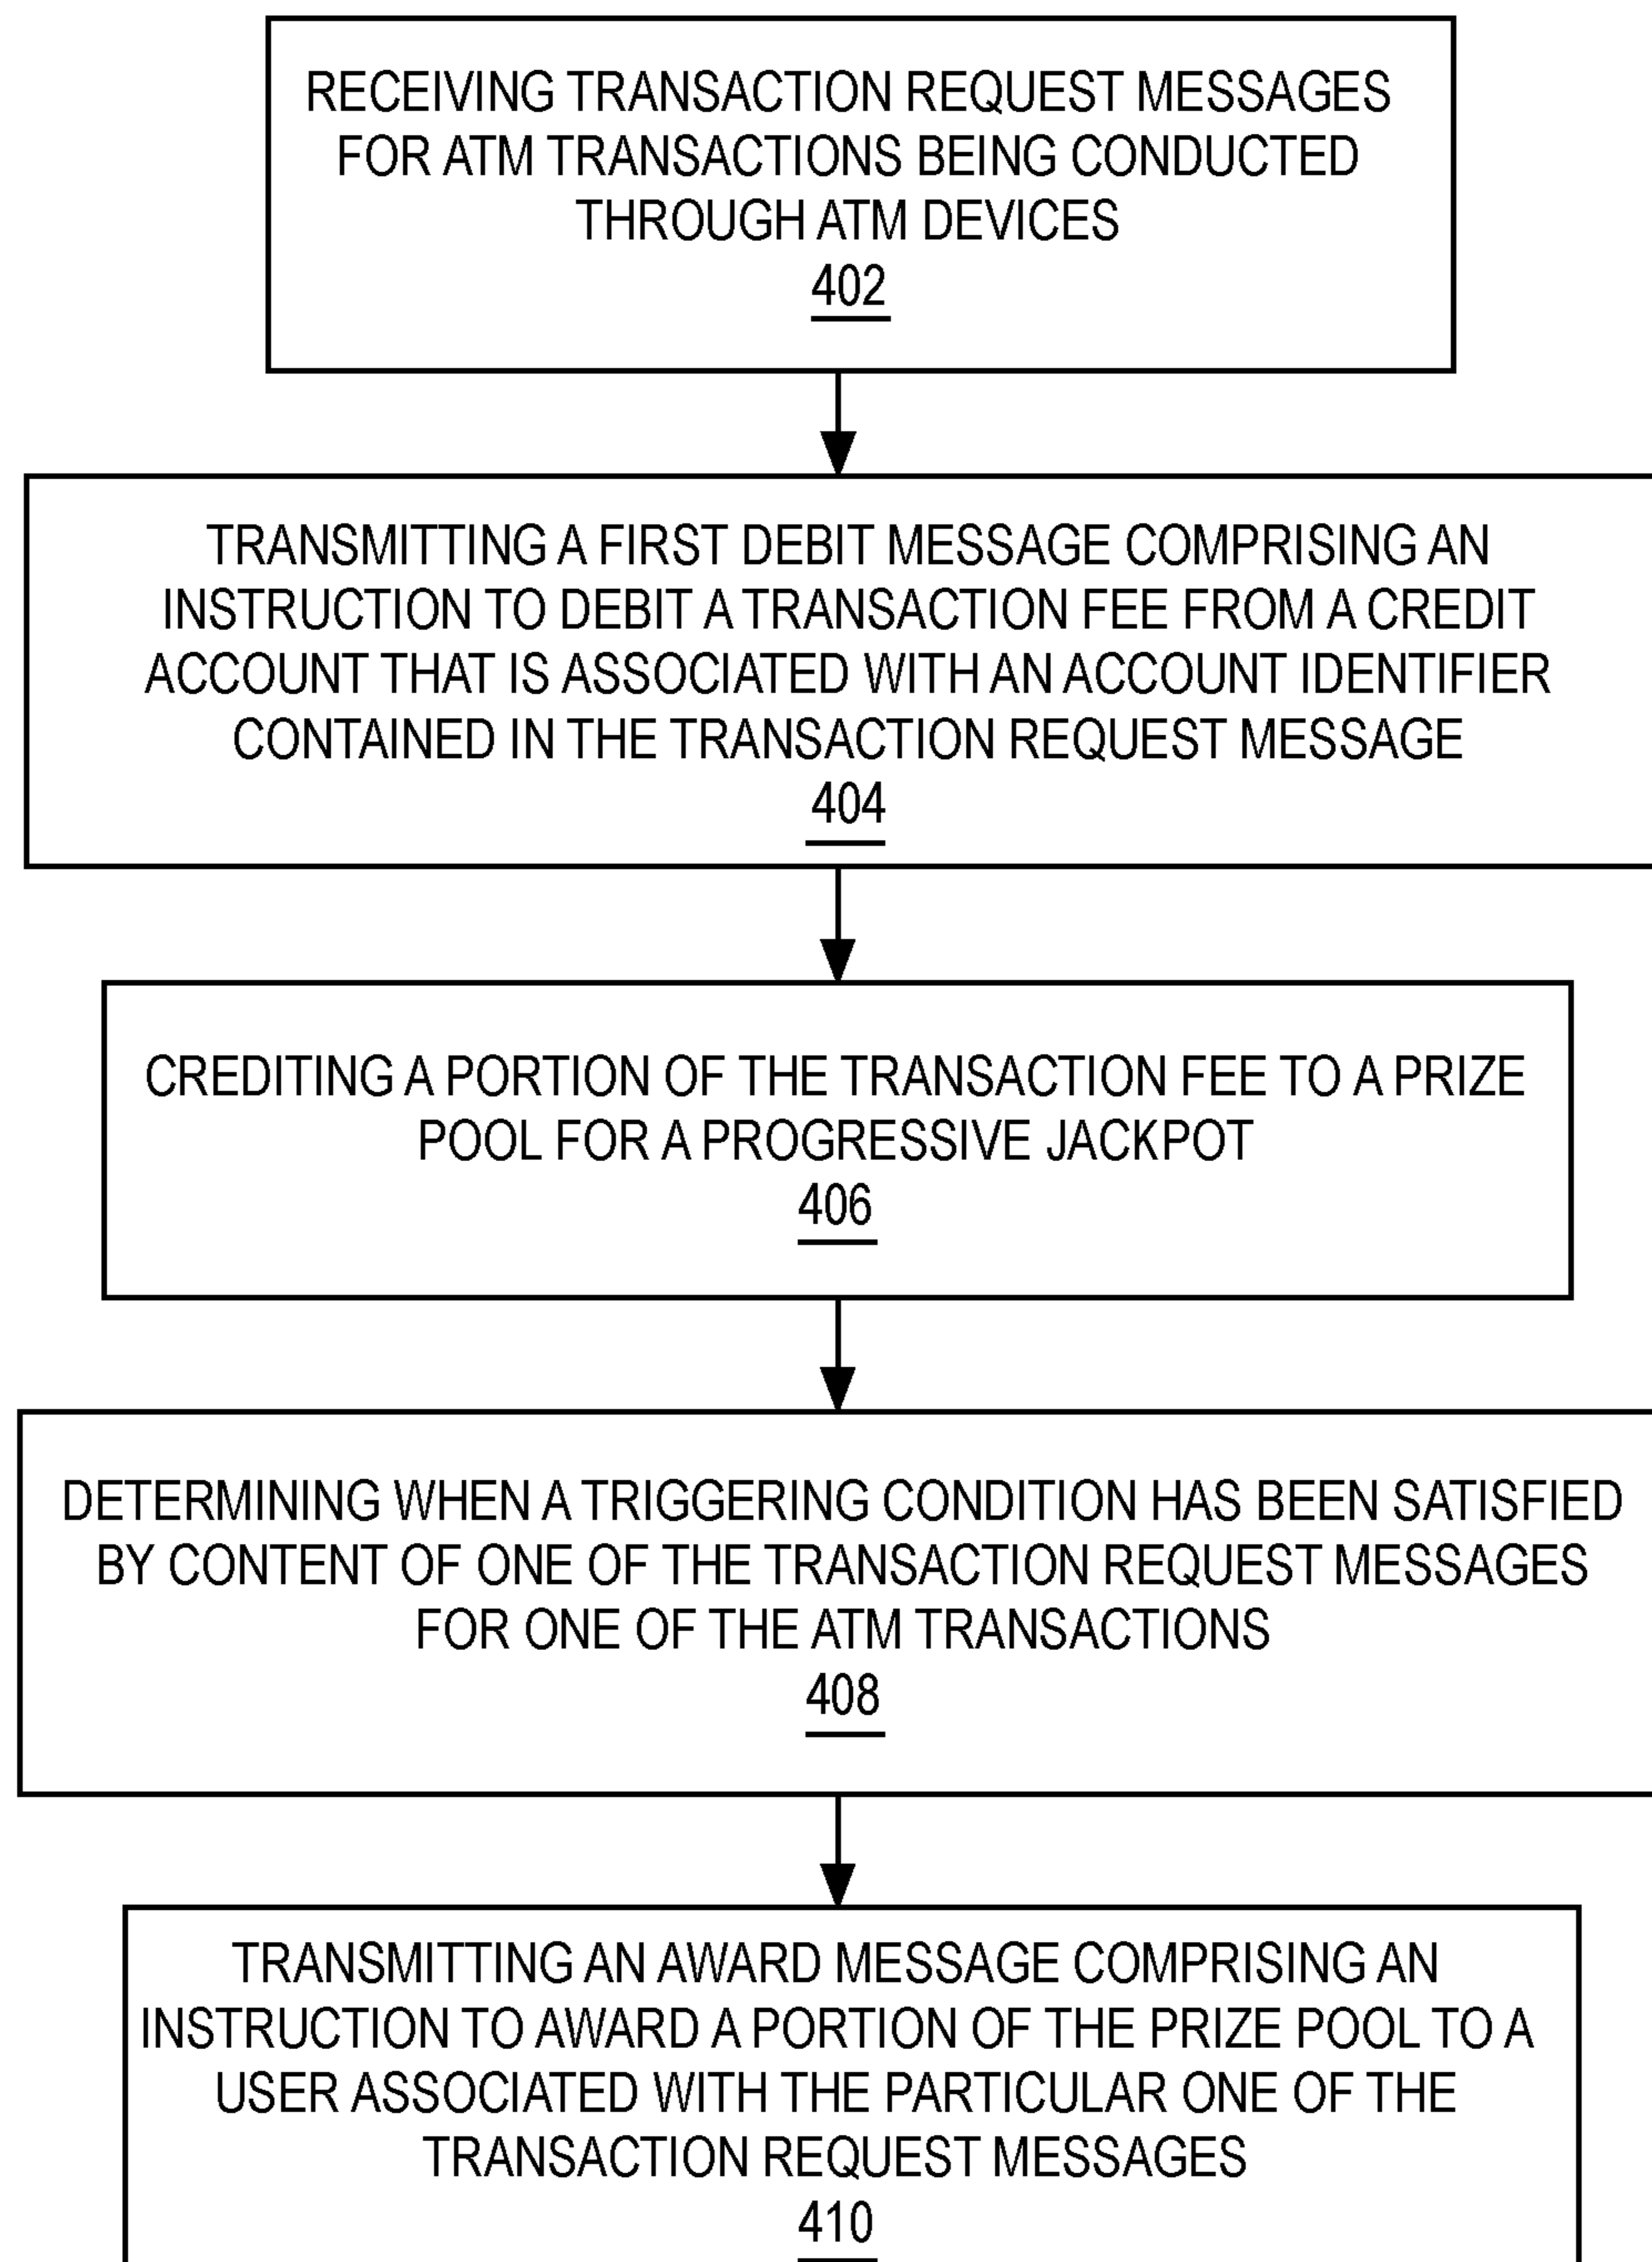 RECEIVING TRANSACTION REQUEST MESSAGES
FOR ATM TRANSACTIONS BEING CONDUCTED
THROUGH ATM DEVICES
402
TRANSMITTING A FIRST DEBIT MESSAGE COMPRISING AN
INSTRUCTION TO DEBIT A TRANSACTION FEE FROM A CREDIT
ACCOUNT THAT IS ASSOCIATED WITH AN ACCOUNT IDENTIFIER
CONTAINED IN THE TRANSACTION REQUEST MESSAGE
404
CREDITING A PORTION OF THE TRANSACTION FEE TO A PRIZE
POOL FOR A PROGRESSIVE JACKPOT
406
DETERMINING WHEN A TRIGGERING CONDITION HAS BEEN SATISFIED
BY CONTENT OF ONE OF THE TRANSACTION REQUEST MESSAGES
FOR ONE OF THE ATM TRANSACTIONS
408
TRANSMITTING AN AWARD MESSAGE COMPRISING AN
INSTRUCTION TO AWARD A PORTION OF THE PRIZE POOL TO A
USER ASSOCIATED WITH THE PARTICULAR ONE OF THE
TRANSACTION REQUEST MESSAGES
410